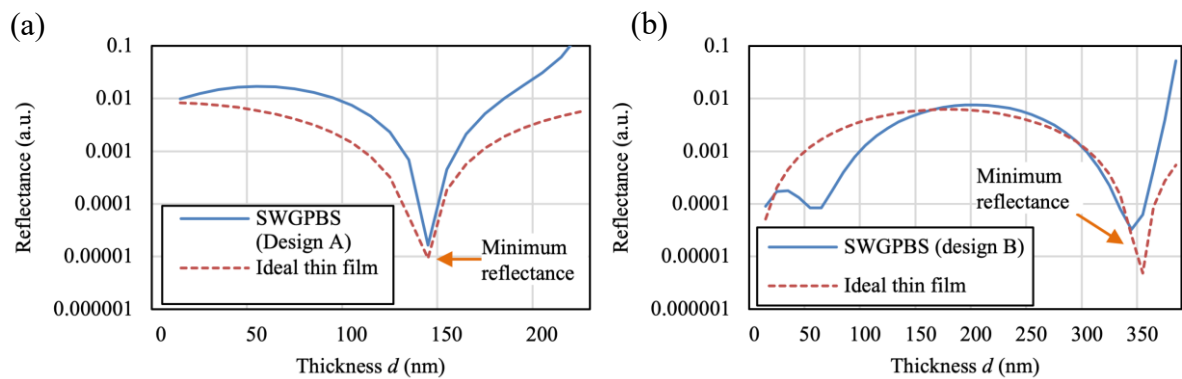 (a)
0.1
0.01
0.001
0.0001
0.00001
0.000001
Reflectance (a.u.)
SWGPBS
(Design A)
Ideal thin film
Minimum
reflectance
0 50 100 150 200
Thickness d (nm)
(b)
0.1
0.01
0.001
0.0001
0.00001
0.000001
Reflectance (a.u.)
Minimum
reflectance
SWGPBS (design B)
Ideal thin film
0 50 100 150 200 250 300 350
Thickness d (nm)